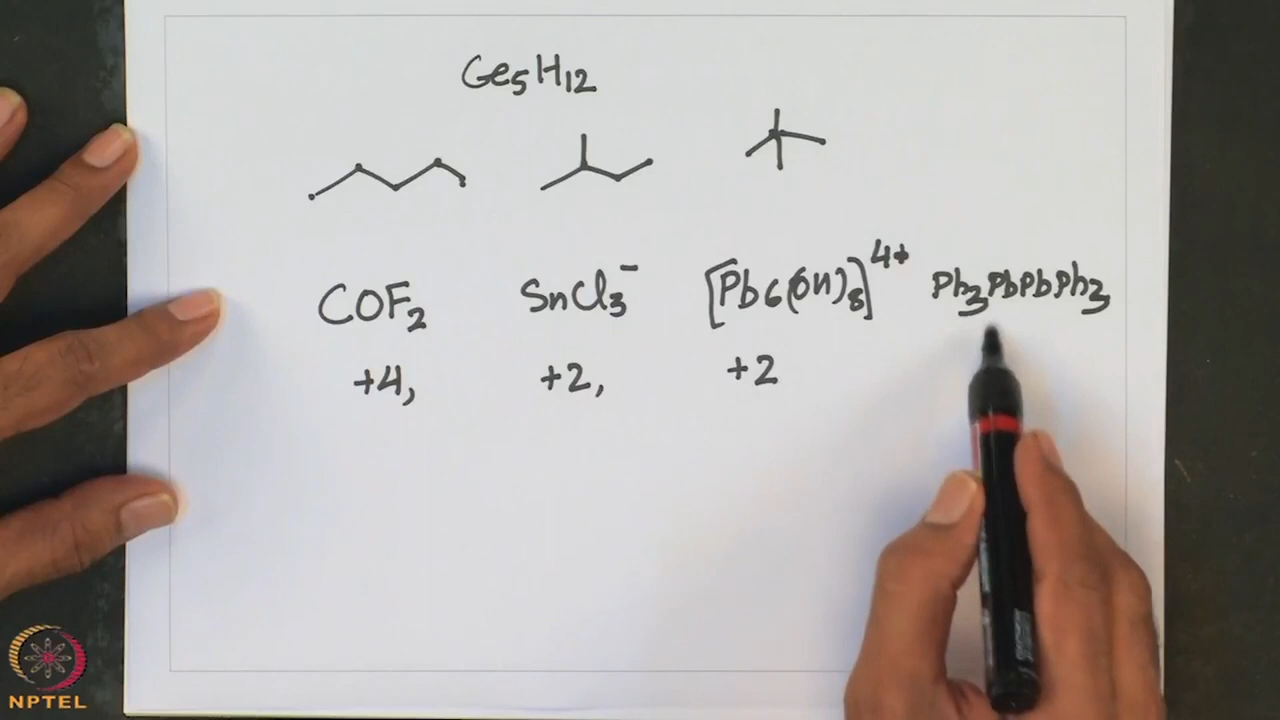 Ge5H12
COF2 SnCl3⁻ [Pb6(OH)8]⁴⁺ Ph3PbPbPh3
+4, +2, +2
NPTEL